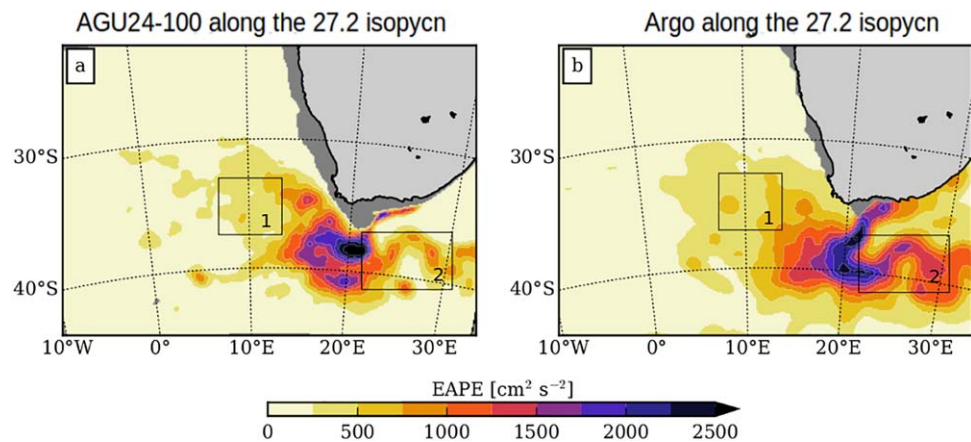 AGU24-100 along the 27.2 isopycn
Argo along the 27.2 isopycn
a
b
30°S
30°S
1
1
2
2
40°S
40°S
10°W 0° 10°E 20°E 30°E
10°W 0° 10°E 20°E 30°E
EAPE [cm² s⁻²]
0 500 1000 1500 2000 2500